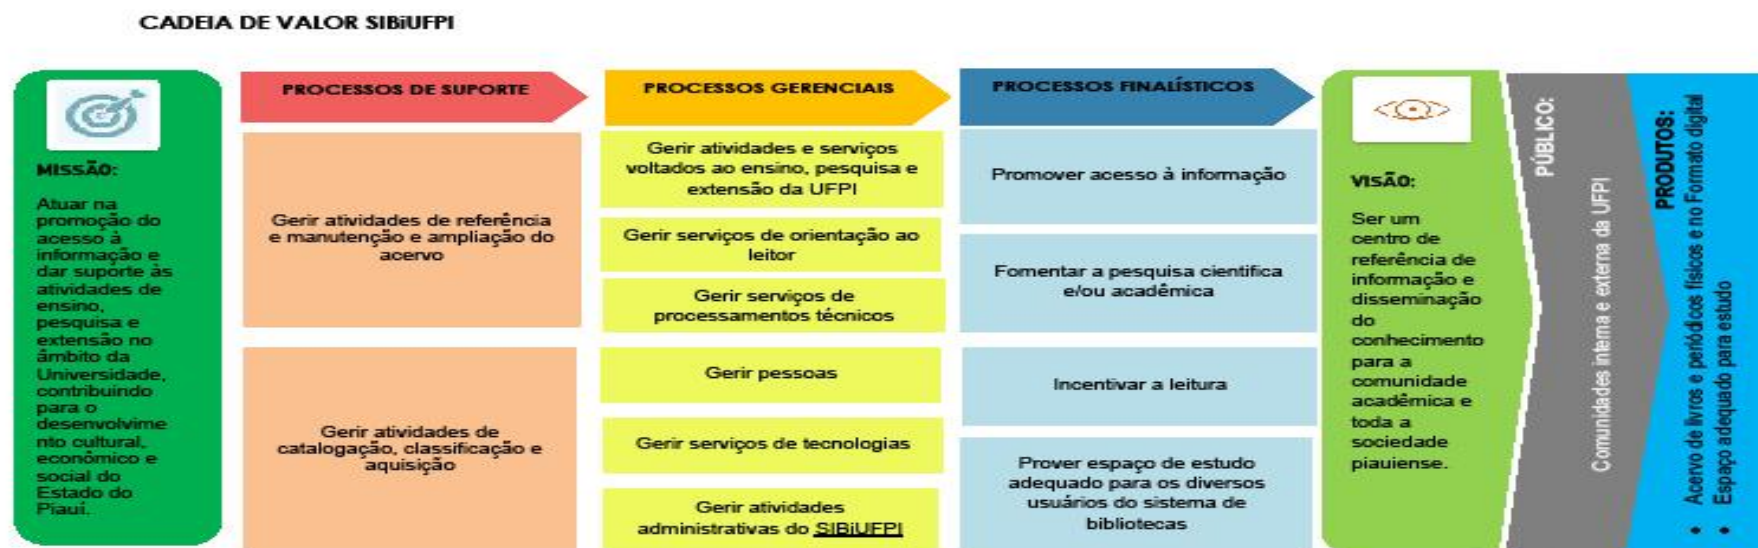 CADEIA DE VALOR SIBiUFPI
MISSÃO:
Atuar na
promoção do
acesso à
informação e
dar suporte às
atividades de
ensino,
pesquisa e
extensão no
âmbito da
Universidade,
contribuindo
para o
desenvolvime
nto cultural,
econômico e
social do
Estado do
Piauí.
PROCESSOS DE SUPORTE
Gerir atividades de referência
e manutenção e ampliação do
acervo
Gerir atividades de
catalogação, classificação e
aquisição
PROCESSOS GERENCIAIS
Gerir atividades e serviços
voltados ao ensino, pesquisa e
extensão da UFPI
Gerir serviços de orientação ao
leitor
Gerir serviços de
processamentos técnicos
Gerir pessoas
Gerir serviços de tecnologias
Gerir atividades
administrativas do SIBiUFPI
PROCESSOS FINALÍSTICOS
Promover acesso à informação
Fomentar a pesquisa cientifica
e/ou acadêmica
Incentivar a leitura
Prover espaço de estudo
adequado para os diversos
usuários do sistema de
bibliotecas
VISÃO:
Ser um
centro de
referência de
informação e
disseminação
do
conhecimento
para a
comunidade
acadêmica e
toda a
sociedade
piauiense.
PÚBLICO:
Comunidades interna e externa da UFPI
PRODUTOS:
• Acervo de livros e periódicos físicos e no Formato digital
• Espaço adequado para estudo